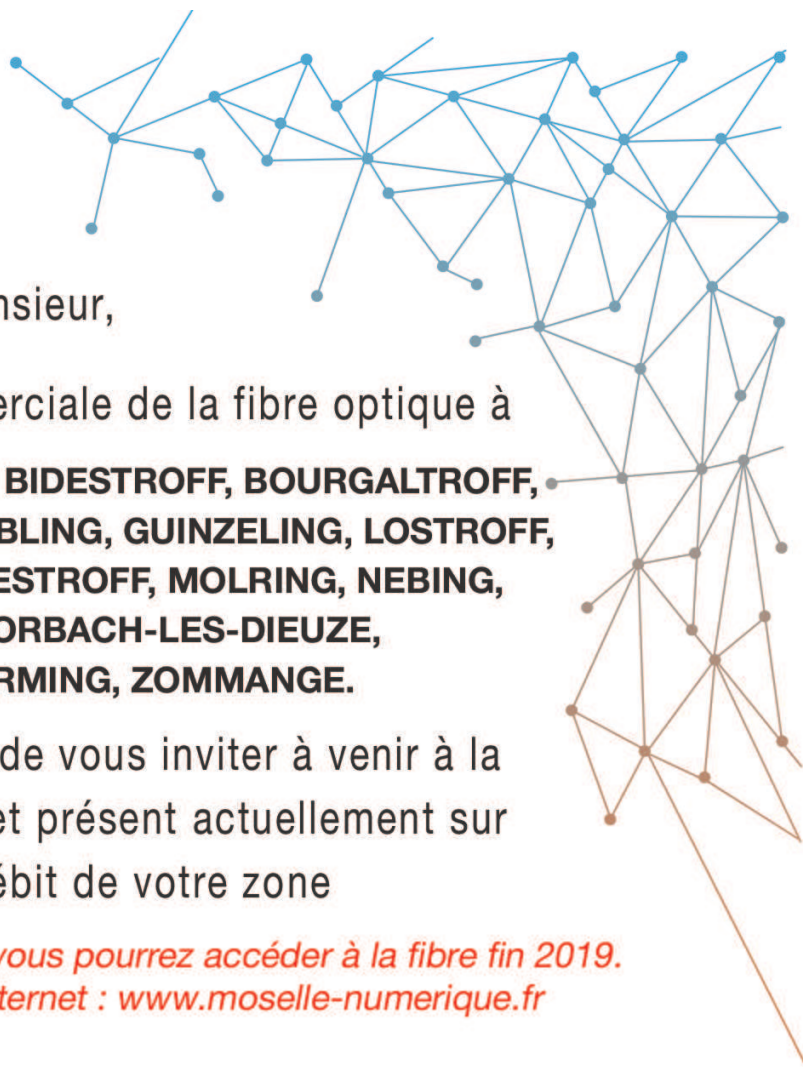 nsieur,
erciale de la fibre optique à
BIDESTROFF, BOURGALTROFF,
BLING, GUINZELING, LOSTROFF,
ESTROFF, MOLRING, NEBING,
ORBACH-LES-DIEUZE,
RMING, ZOMMANGE.
de vous inviter à venir à la
et présent actuellement sur
ébit de votre zone
vous pourrez accéder à la fibre fin 2019.
nternet : www.moselle-numerique.fr